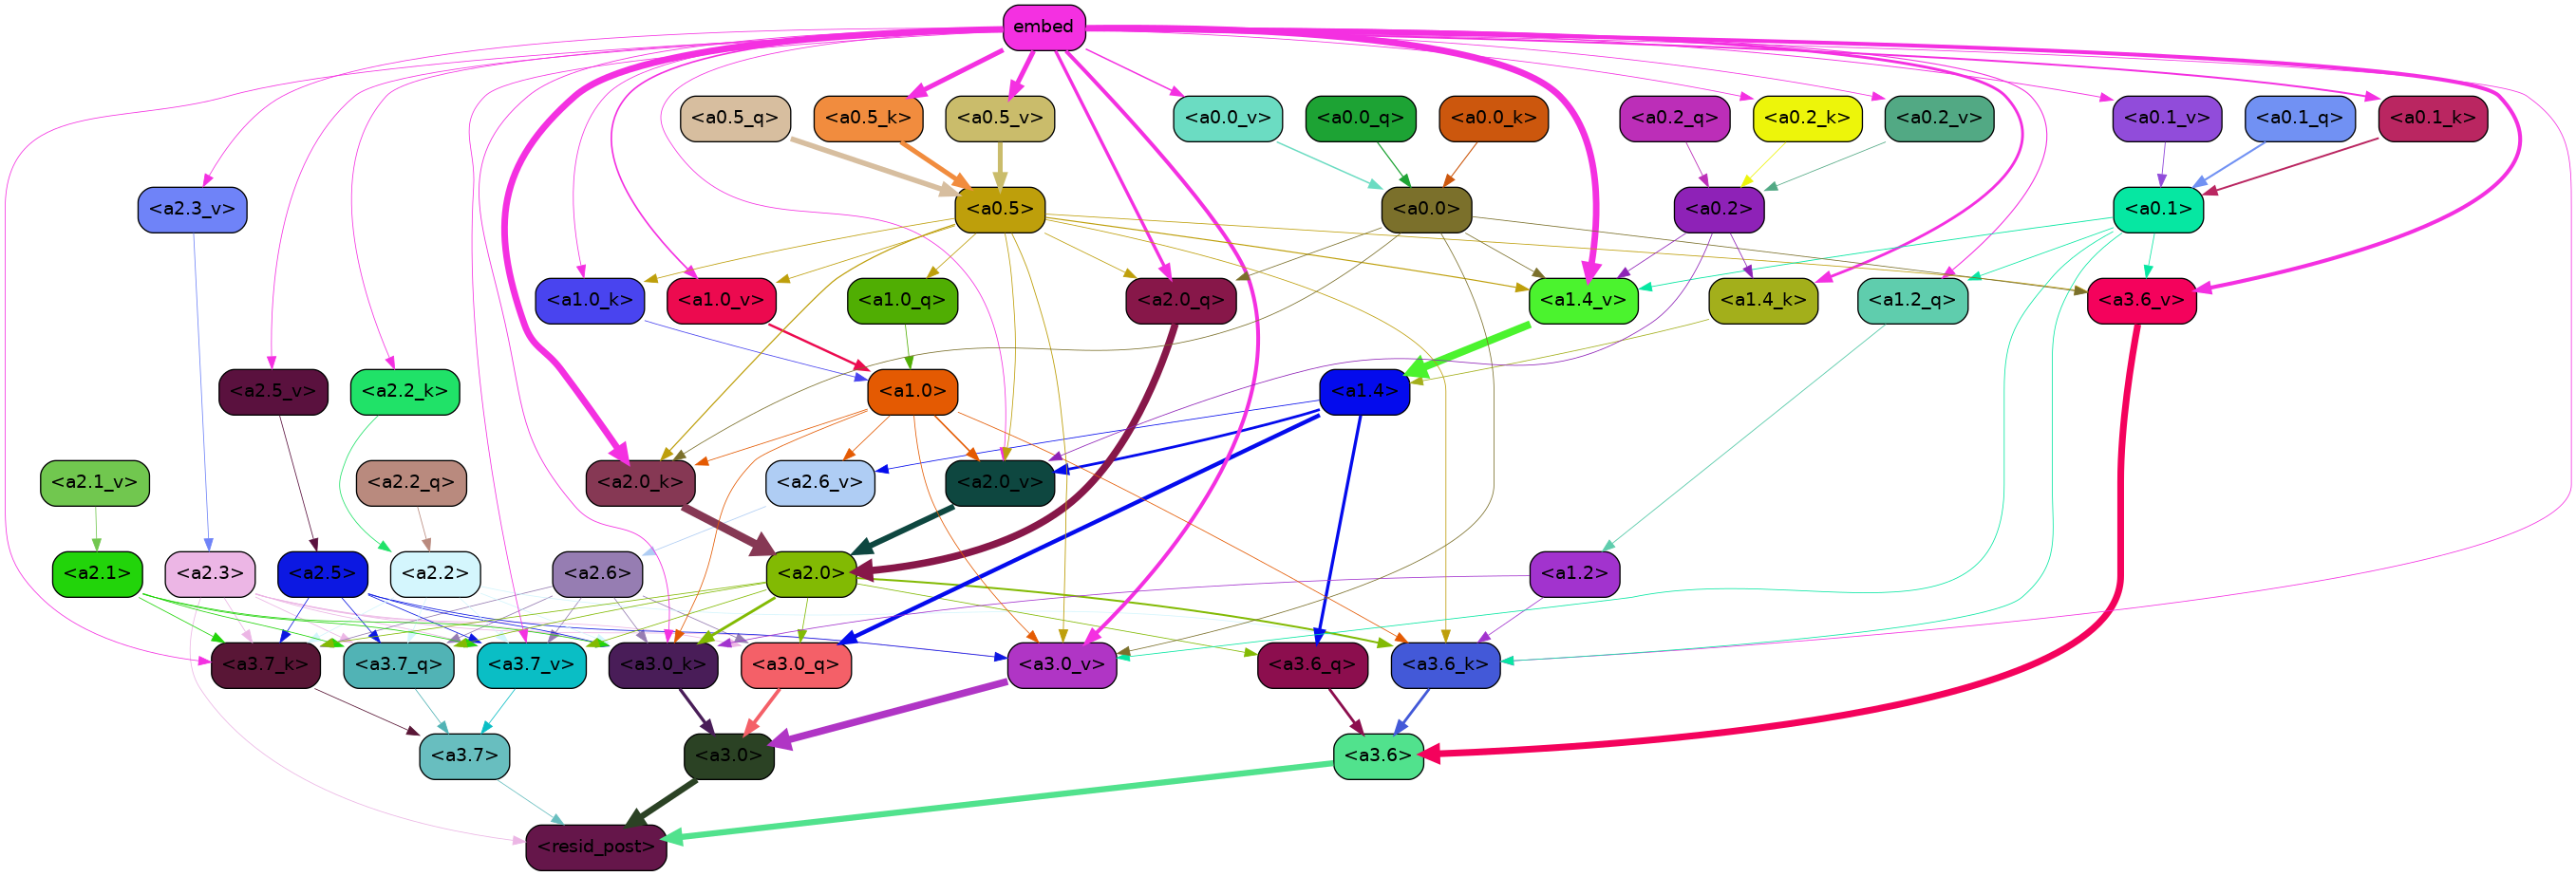 embed
<a0.5_q>
<a0.5_k>
<a0.5_v>
<a0.0_v>
<a0.0_q>
<a0.0_k>
<a0.2_q>
<a0.2_k>
<a0.2_v>
<a0.1_v>
<a0.1_q>
<a0.1_k>
<a2.3_v>
<a0.5>
<a0.0>
<a0.2>
<a0.1>
<a1.0_k>
<a1.0_v>
<a1.0_q>
<a2.0_q>
<a1.4_v>
<a1.4_k>
<a1.2_q>
<a3.6_v>
<a2.5_v>
<a2.2_k>
<a1.0>
<a1.4>
<a2.1_v>
<a2.2_q>
<a2.0_k>
<a2.6_v>
<a2.0_v>
<a2.1>
<a2.3>
<a2.5>
<a2.2>
<a2.6>
<a2.0>
<a1.2>
<a3.7_k>
<a3.7_q>
<a3.7_v>
<a3.0_k>
<a3.0_q>
<a3.0_v>
<a3.6_q>
<a3.6_k>
<a3.7>
<a3.0>
<a3.6>
<resid_post>